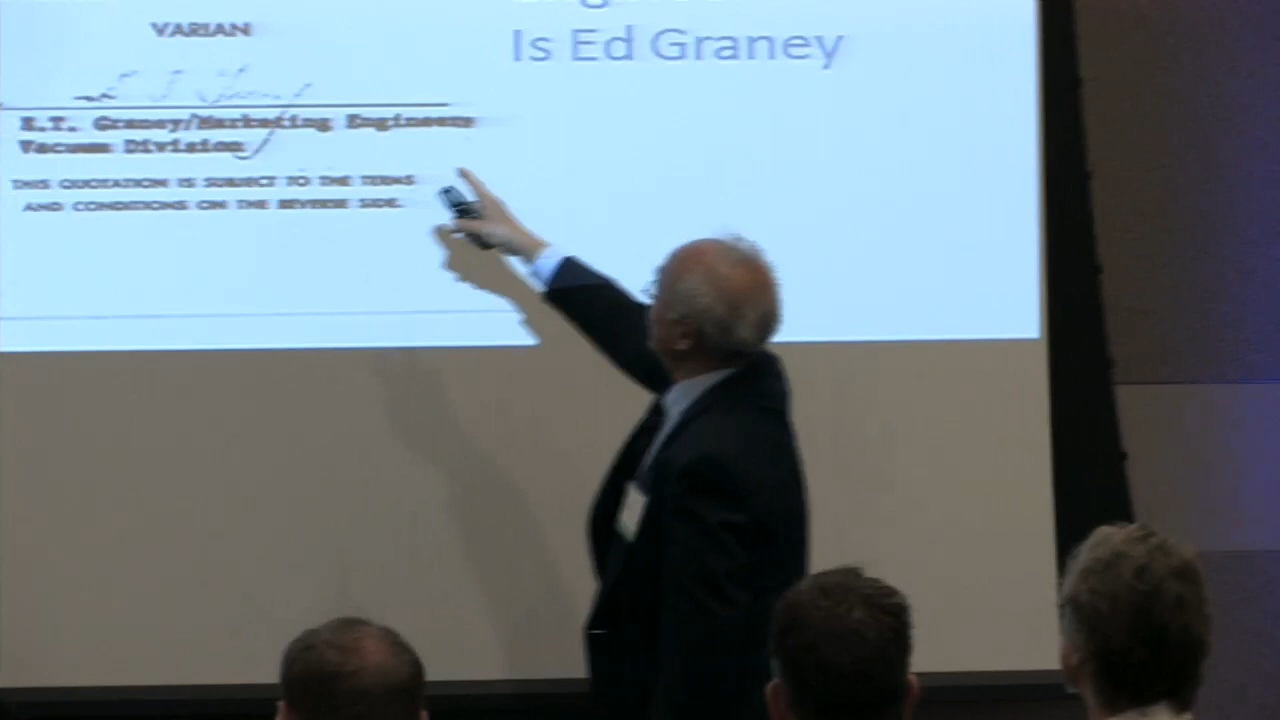 VARIAN
Is Ed Graney
E.T. Graney/Marketing Engineer
Vacuum Division
THIS QUOTATION IS SUBJECT TO THE TERMS
AND CONDITIONS ON THE REVERSE SIDE.